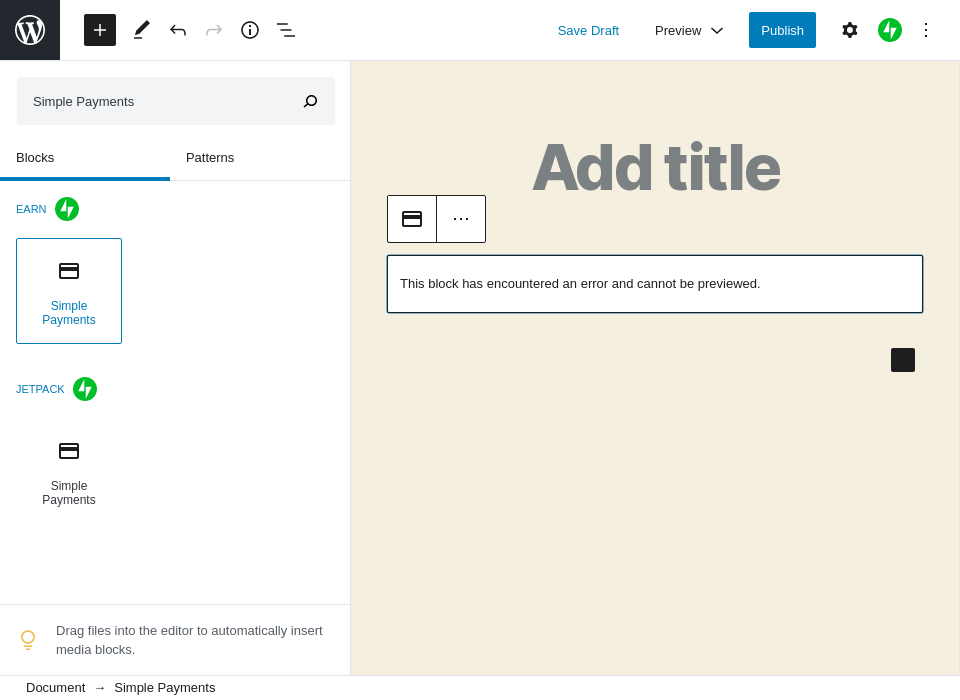 Save Draft
Preview
Publish
Simple Payments
Blocks
Patterns
EARN
Simple
Payments
JETPACK
Simple
Payments
Drag files into the editor to automatically insert
media blocks.
Add title
This block has encountered an error and cannot be previewed.
Document → Simple Payments